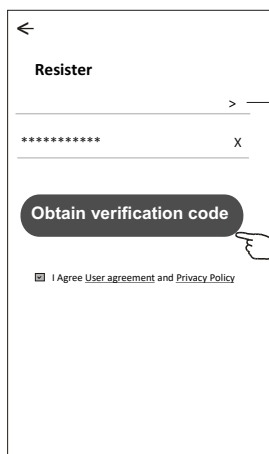 Resister
>
*********** X
Obtain verification code
I Agree User agreement and Privacy Policy